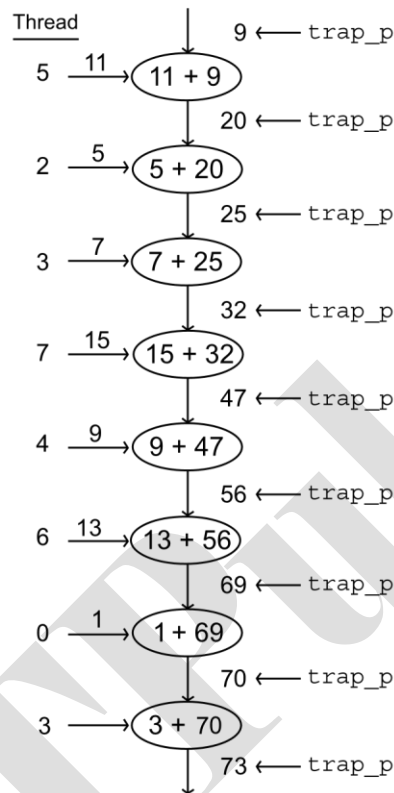 Thread
9 trap_p
5 11 11 + 9
20 trap_p
2 5 5 + 20
25 trap_p
3 7 7 + 25
32 trap_p
7 15 15 + 32
47 trap_p
4 9 9 + 47
56 trap_p
6 13 13 + 56
69 trap_p
0 1 1 + 69
70 trap_p
3 3 + 70
73 trap_p